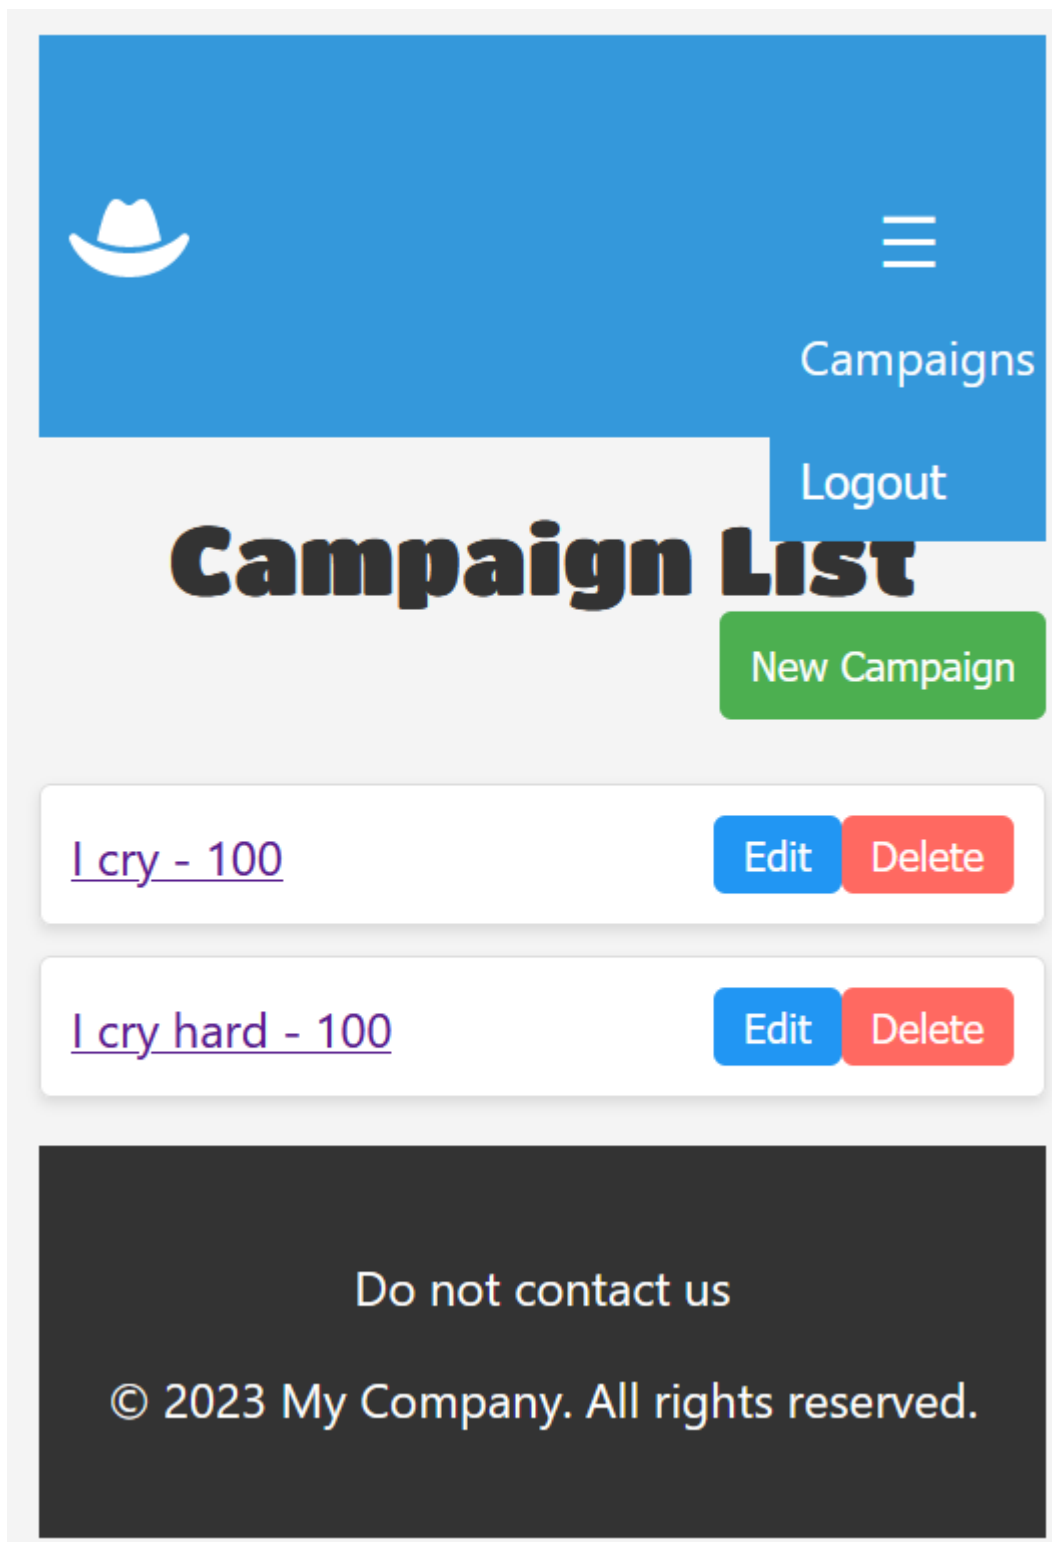 Campaigns
Logout
Campaign List
New Campaign
I cry - 100 Edit Delete
I cry hard - 100 Edit Delete
Do not contact us
© 2023 My Company. All rights reserved.